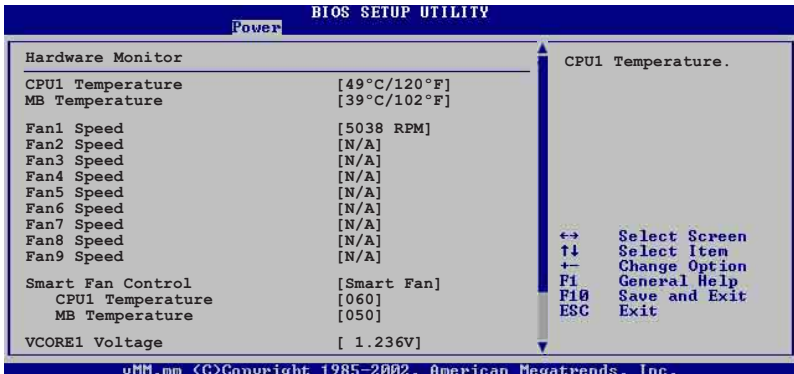 BIOS SETUP UTILITY
Power
Hardware Monitor
CPU1 Temperature [49°C/120°F]
MB Temperature [39°C/102°F]
Fan1 Speed [5038 RPM]
Fan2 Speed [N/A]
Fan3 Speed [N/A]
Fan4 Speed [N/A]
Fan5 Speed [N/A]
Fan6 Speed [N/A]
Fan7 Speed [N/A]
Fan8 Speed [N/A]
Fan9 Speed [N/A]
Smart Fan Control [Smart Fan]
CPU1 Temperature [060]
MB Temperature [050]
VCORE1 Voltage [ 1.236V]
CPU1 Temperature.
↔ Select Screen
↑↓ Select Item
+- Change Option
F1 General Help
F10 Save and Exit
ESC Exit
vMM.mm (C)Copyright 1985-2002, American Megatrends, Inc.